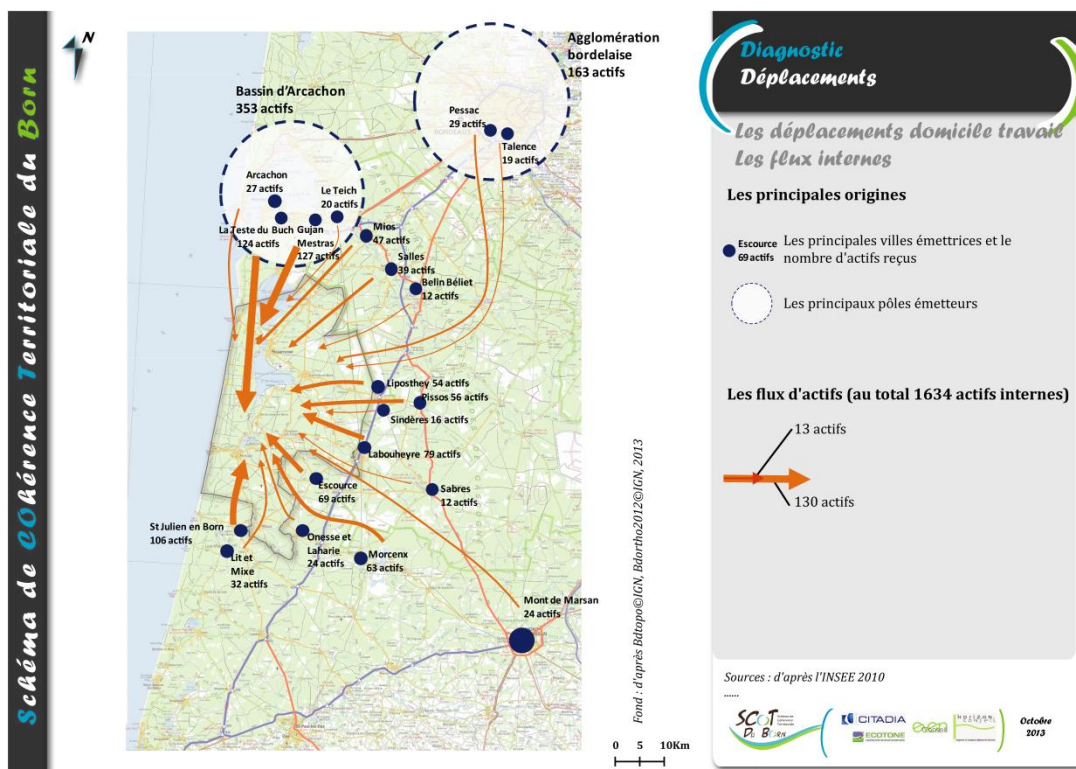 Schéma de COhérence Territoriale du Born
N
Agglomération
bordelaise
163 actifs
Bassin d'Arcachon
353 actifs
Pessac
29 actifs
Talence
19 actifs
Arcachon
27 actifs
Le Teich
20 actifs
La Teste du Buch
124 actifs
Gujan
Mestras
127 actifs
Mios
47 actifs
Salles
39 actifs
Belin Béliet
12 actifs
Liposthey 54 actifs
Pissos 56 actifs
Sindères 16 actifs
Labouheyre 79 actifs
Escource
69 actifs
Sabres
12 actifs
St Julien en Born
106 actifs
Lit et
Mixe
32 actifs
Onesse et
Laharie
24 actifs
Morcenx
63 actifs
Mont de Marsan
24 actifs
Fond : d'après Bdtopo©IGN, Bdortho2012©IGN, 2013
0 5 10Km
Diagnostic
Déplacements
Les déplacements domicile travail
Les flux internes
Les principales origines
Escource
69 actifs
Les principales villes émettrices et le
nombre d'actifs reçus
Les principaux pôles émetteurs
Les flux d'actifs (au total 1634 actifs internes)
13 actifs
130 actifs
Sources : d'après l'INSEE 2010
......
SCOT
DU BORN
CITADIA
ECOTONE
Octobre
2013